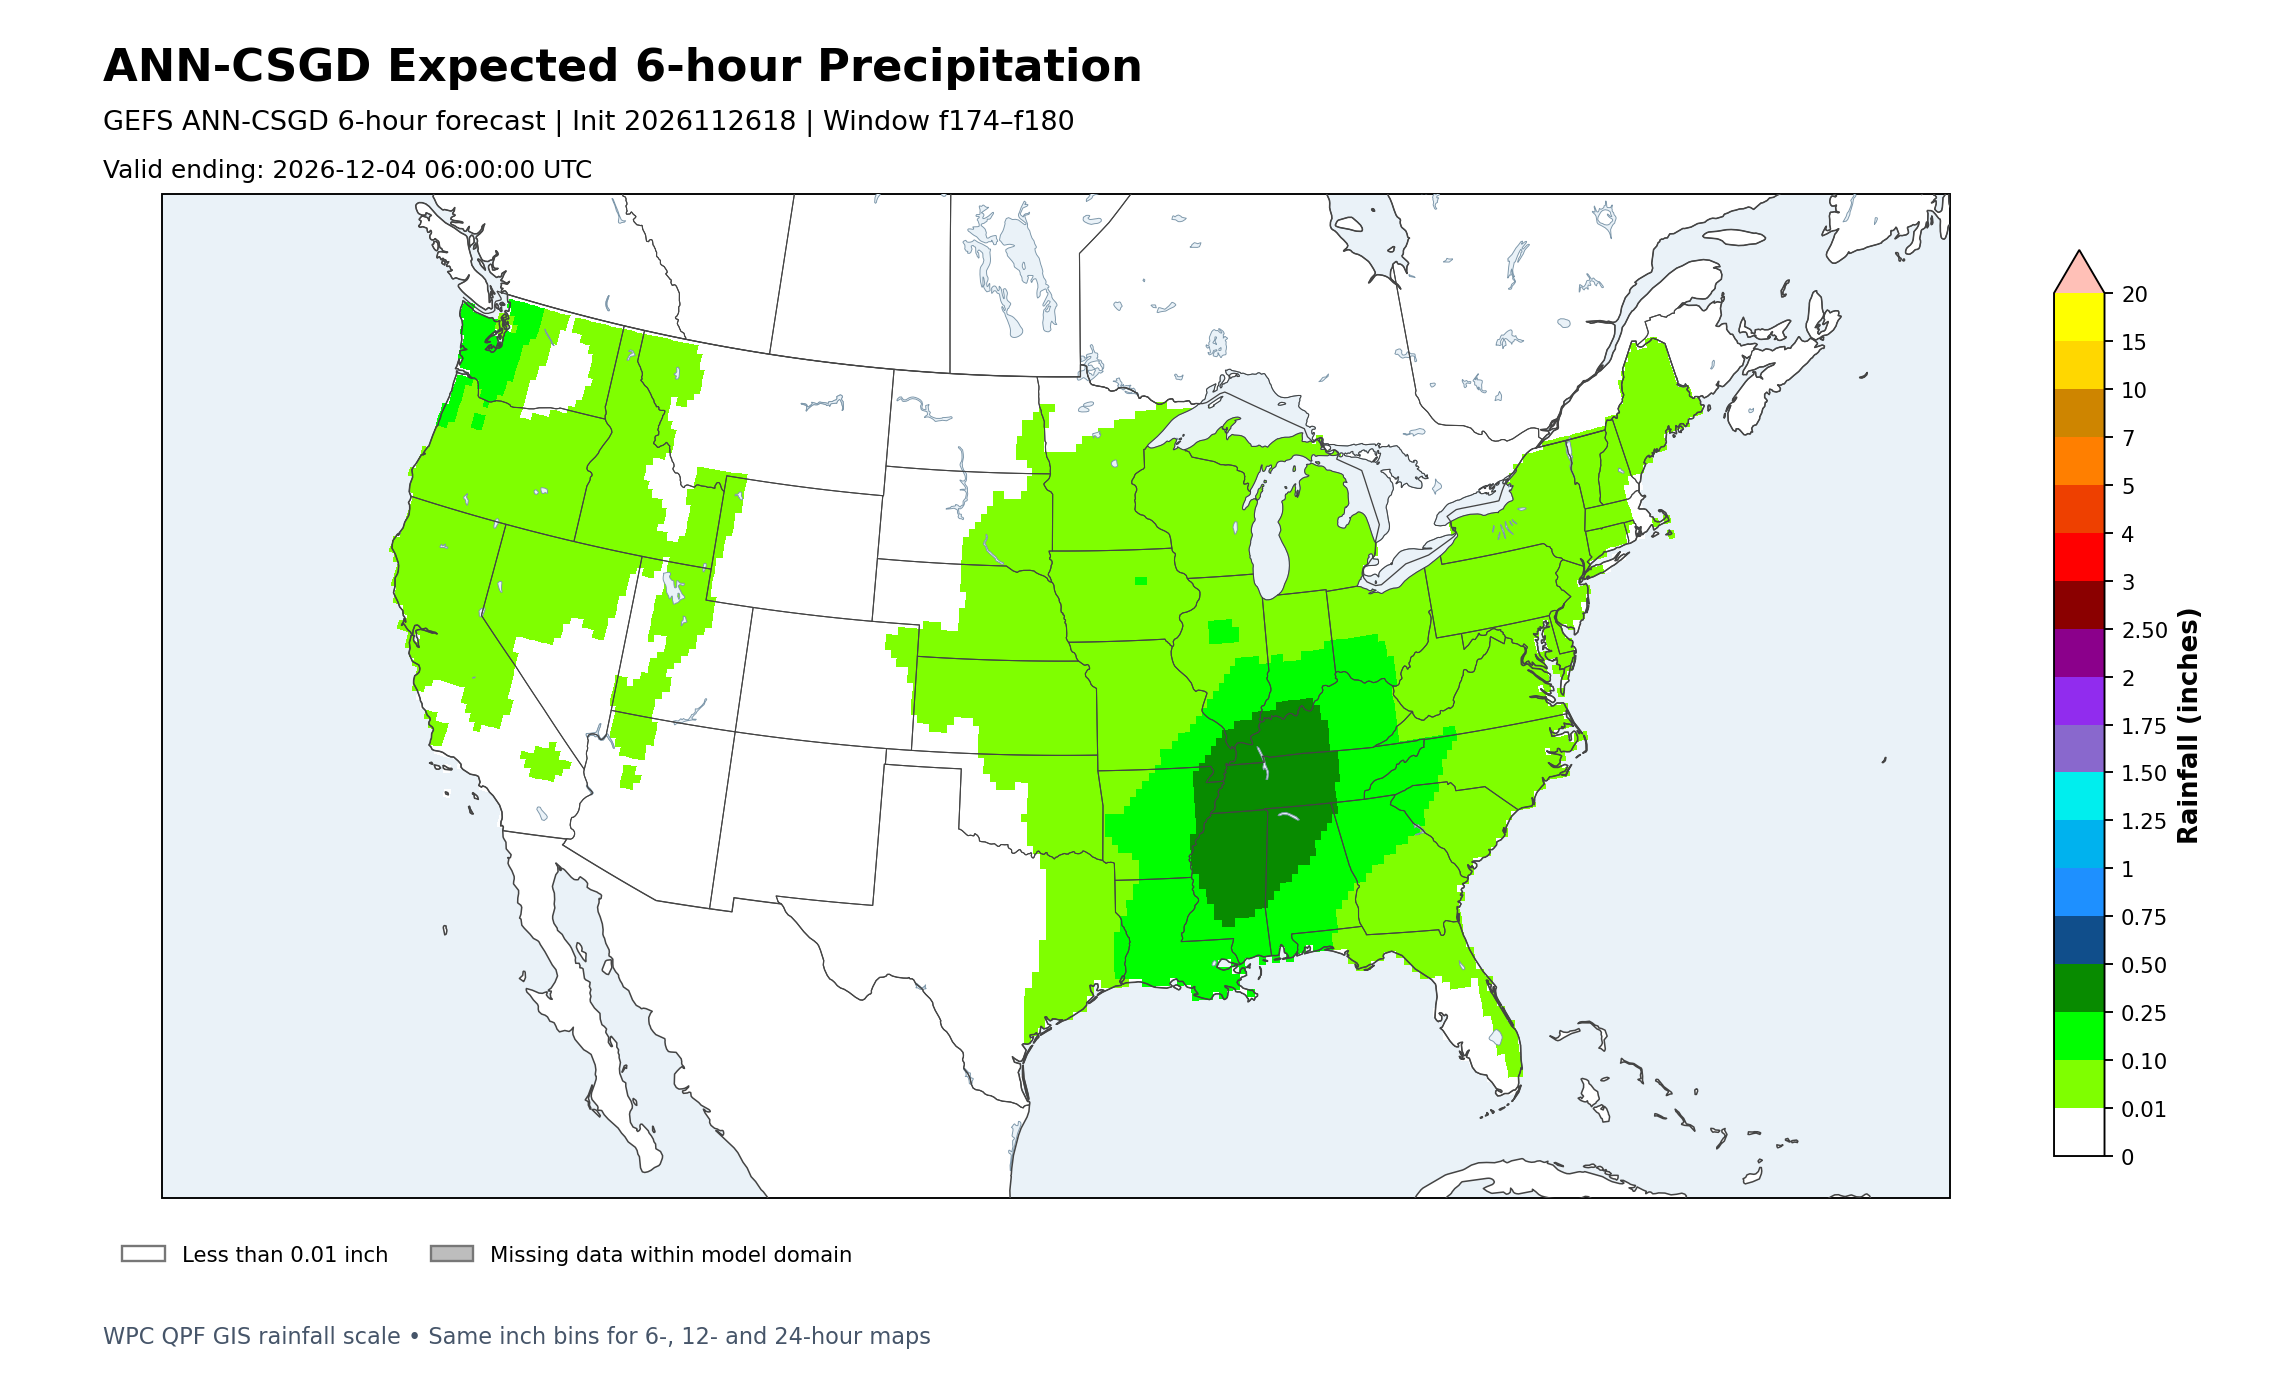 ANN-CSGD Expected 6-hour Precipitation
GEFS ANN-CSGD 6-hour forecast | Init 2026112618 | Window f174–f180
Valid ending: 2026-12-04 06:00:00 UTC
20
15
10
7
5
4
3
2.50
2
1.75
1.50
1.25
1
0.75
0.50
0.25
0.10
0.01
0
Rainfall (inches)
Less than 0.01 inch
Missing data within model domain
WPC QPF GIS rainfall scale • Same inch bins for 6-, 12- and 24-hour maps